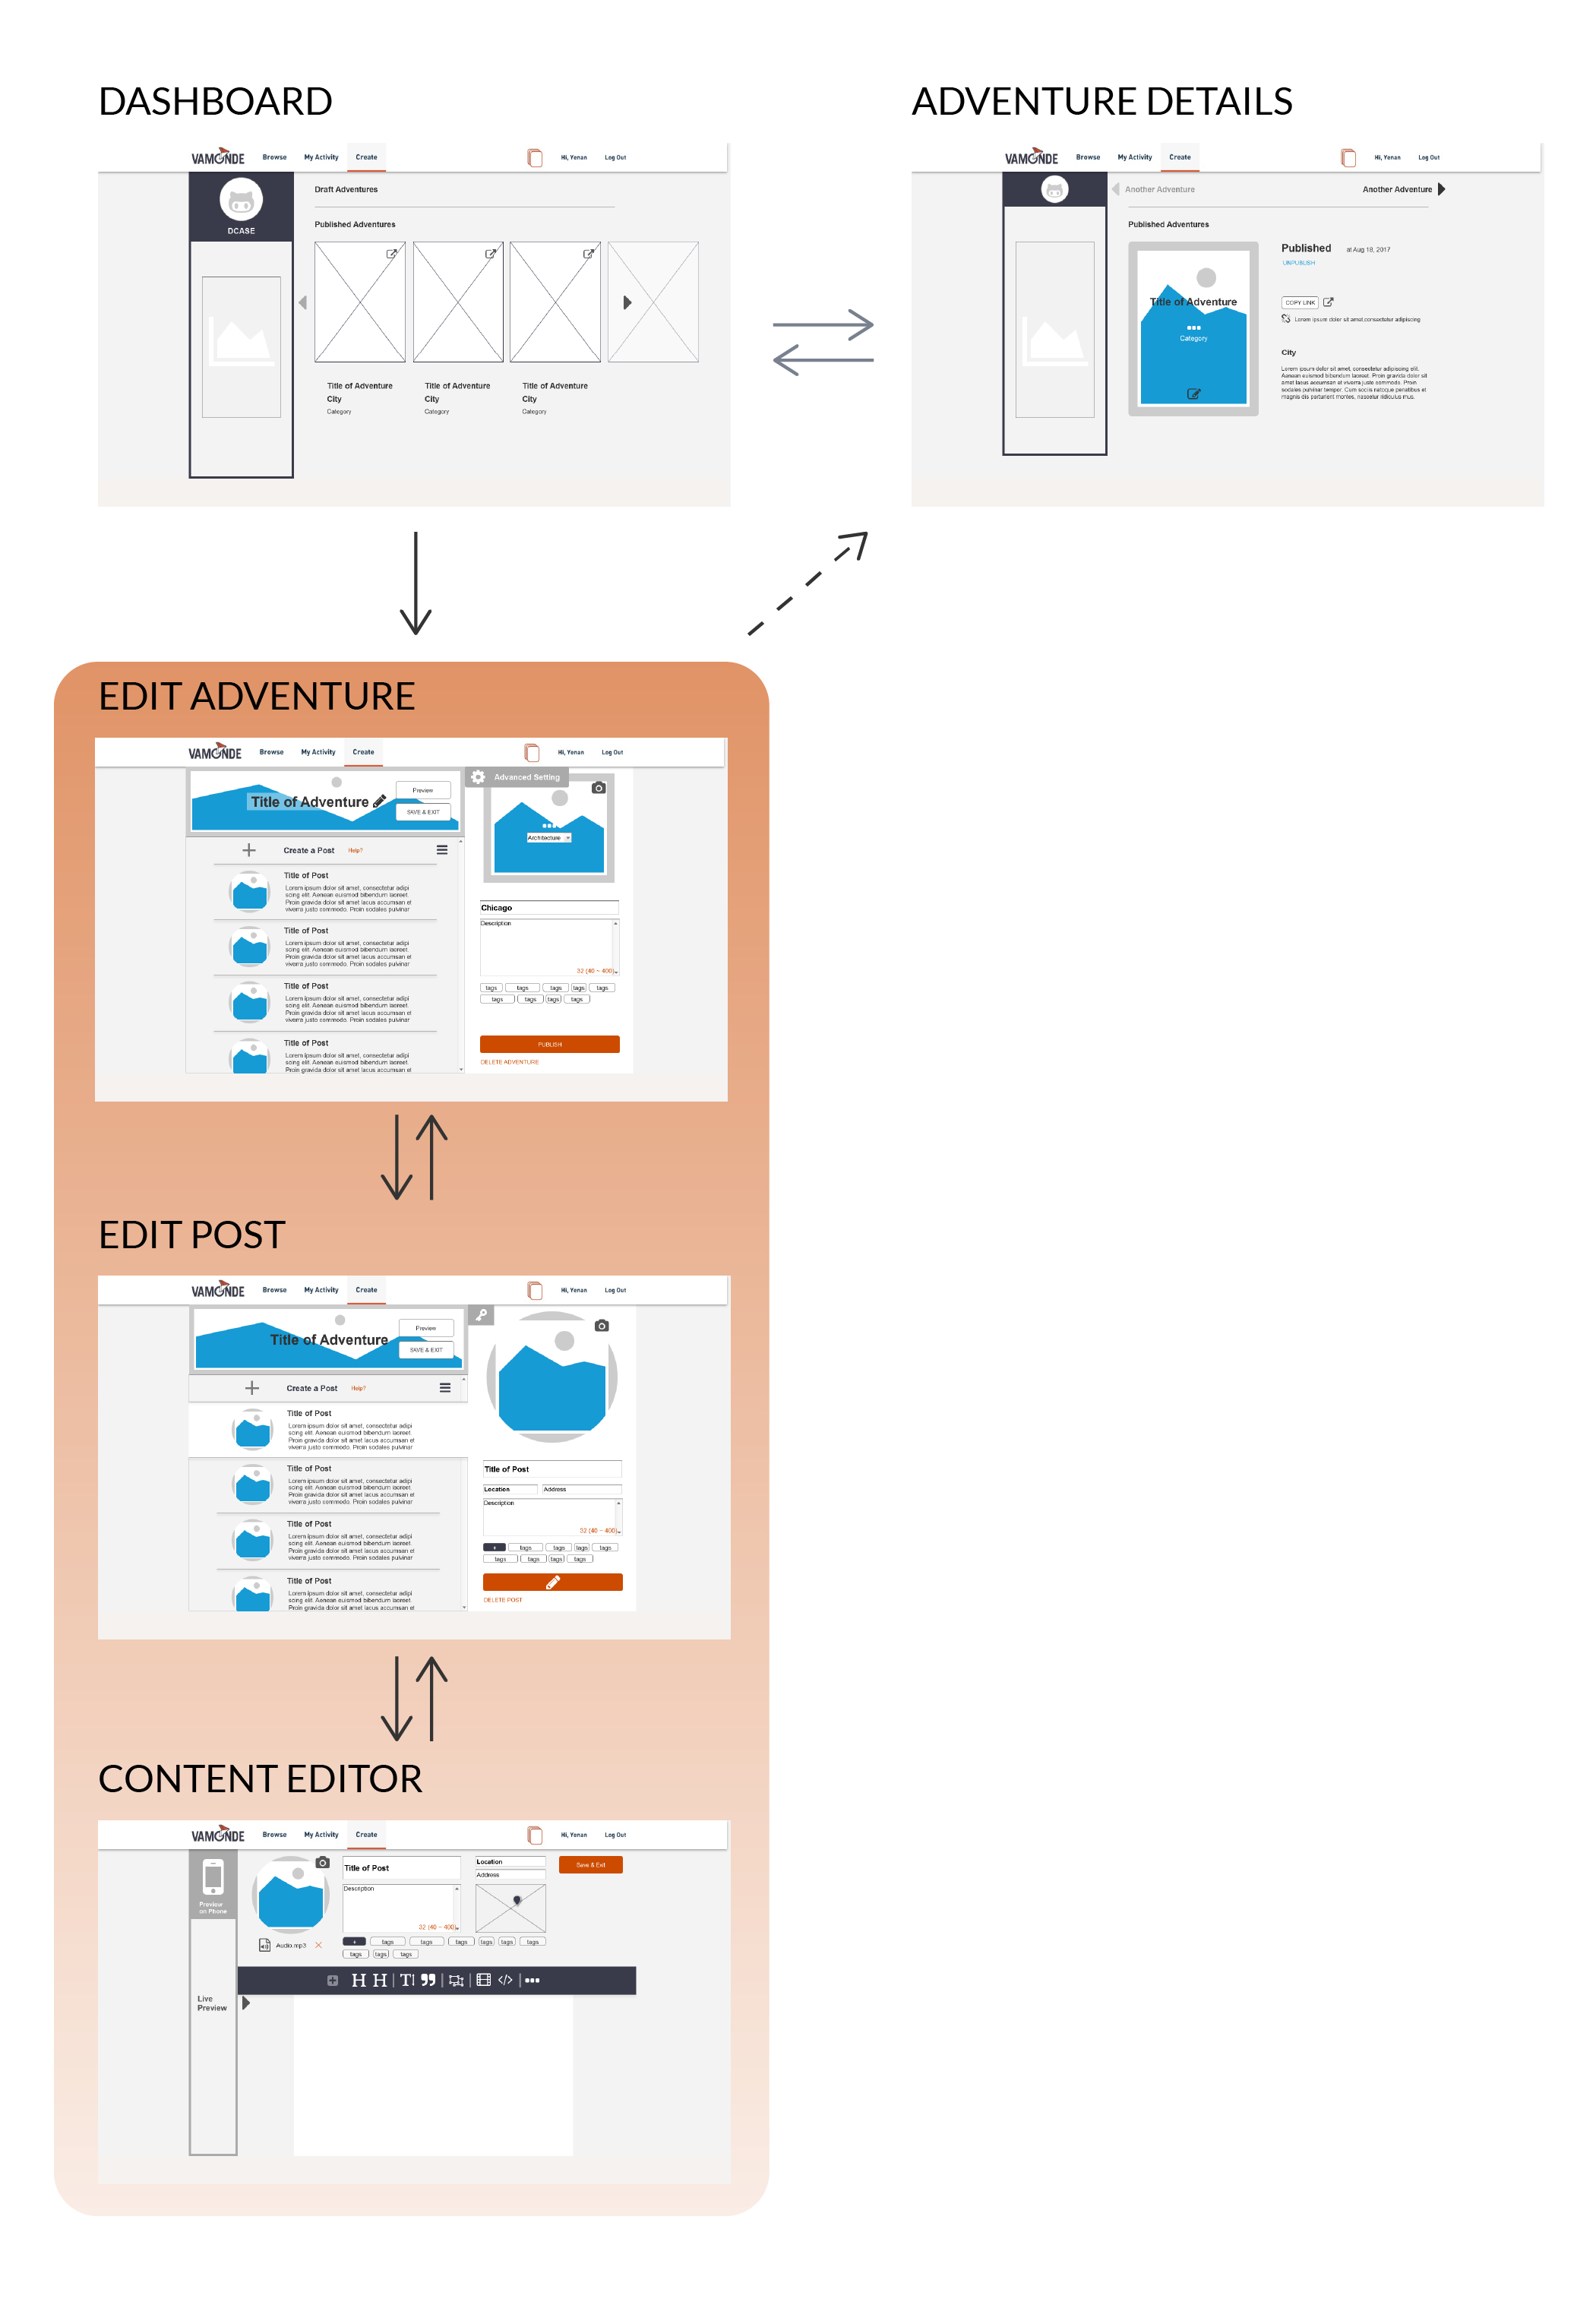 DASHBOARD
VAMONDE Browse My Activity Create Hi, Yenan Log Out
DCASE
Draft Adventures
Published Adventures
Title of Adventure Title of Adventure Title of Adventure
City City City
Category Category Category
ADVENTURE DETAILS
VAMONDE Browse My Activity Create Hi, Yenan Log Out
Another Adventure Another Adventure
Published Adventures
Title of Adventure
Category
Published at Aug 18, 2017
UNPUBLISH
COPY LINK
Lorem ipsum dolor sit amet,consectetur adipiscing
City
Lorem ipsum dolor sit amet, consectetur adipiscing elit.
Aenean euismod bibendum laoreet. Proin gravida dolor sit
amet lacus accumsan et viverra justo commodo. Proin
sodales pulvinar tempor. Cum sociis natoque penatibus et
magnis dis parturient montes, nascetur ridiculus mus.
EDIT ADVENTURE
VAMONDE Browse My Activity Create Hi, Yenan Log Out
Title of Adventure
Preview
SAVE & EXIT
Create a Post Help?
Title of Post
Lorem ipsum dolor sit amet, consectetur adipi
scing elit. Aenean euismod bibendum laoreet.
Proin gravida dolor sit amet lacus accumsan et
viverra justo commodo. Proin sodales pulvinar
Title of Post
Lorem ipsum dolor sit amet, consectetur adipi
scing elit. Aenean euismod bibendum laoreet.
Proin gravida dolor sit amet lacus accumsan et
viverra justo commodo. Proin sodales pulvinar
Title of Post
Lorem ipsum dolor sit amet, consectetur adipi
scing elit. Aenean euismod bibendum laoreet.
Proin gravida dolor sit amet lacus accumsan et
viverra justo commodo. Proin sodales pulvinar
Title of Post
Lorem ipsum dolor sit amet, consectetur adipi
scing elit. Aenean euismod bibendum laoreet.
Proin gravida dolor sit amet lacus accumsan et
Advanced Setting
Architecture
Chicago
Description
32 (40 ~ 400)
tags tags tags tags tags
tags tags tags tags
PUBLISH
DELETE ADVENTURE
EDIT POST
VAMONDE Browse My Activity Create Hi, Yenan Log Out
Title of Adventure
Preview
SAVE & EXIT
Create a Post Help?
Title of Post
Lorem ipsum dolor sit amet, consectetur adipi
scing elit. Aenean euismod bibendum laoreet.
Proin gravida dolor sit amet lacus accumsan et
viverra justo commodo. Proin sodales pulvinar
Title of Post
Lorem ipsum dolor sit amet, consectetur adipi
scing elit. Aenean euismod bibendum laoreet.
Proin gravida dolor sit amet lacus accumsan et
viverra justo commodo. Proin sodales pulvinar
Title of Post
Lorem ipsum dolor sit amet, consectetur adipi
scing elit. Aenean euismod bibendum laoreet.
Proin gravida dolor sit amet lacus accumsan et
viverra justo commodo. Proin sodales pulvinar
Title of Post
Lorem ipsum dolor sit amet, consectetur adipi
scing elit. Aenean euismod bibendum laoreet.
Proin gravida dolor sit amet lacus accumsan et
Title of Post
Location Address
Description
32 (40 ~ 400)
+ tags tags tags tags
tags tags tags tags
DELETE POST
CONTENT EDITOR
VAMONDE Browse My Activity Create Hi, Yenan Log Out
Preview
on Phone
Live
Preview
Audio.mp3
Title of Post
Description
32 (40 ~ 400)
+ tags tags tags tags tags tags
tags tags tags
Location
Address
Save & Exit
H H | T | | </> |